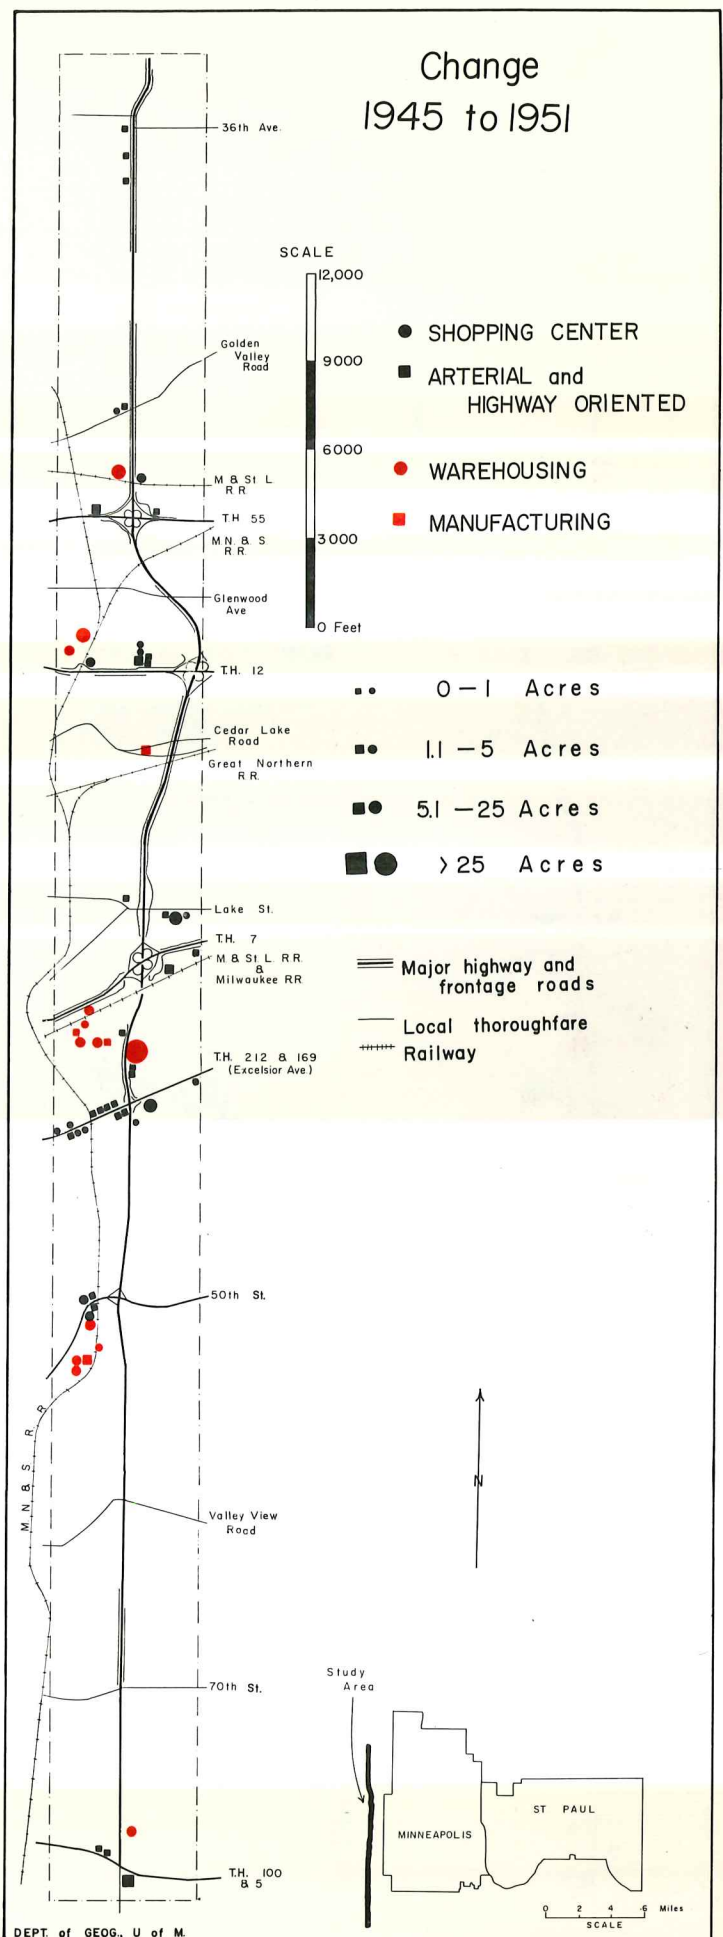 Change
1945 to 1951
36th Ave.
SCALE
12,000
9000
6000
3000
0 Feet
SHOPPING CENTER
ARTERIAL and
HIGHWAY ORIENTED
WAREHOUSING
MANUFACTURING
Golden
Valley
Road
M & St L
R.R.
T.H 55
M.N. & S
R.R.
Glenwood
Ave
T.H. 12
0 – 1 Acres
Cedar Lake
Road
1.1 – 5 Acres
Great Northern
R.R.
5.1 – 25 Acres
> 25 Acres
Lake St.
T.H. 7
M. & St L. R.R.
&
Milwaukee R.R
Major highway and
frontage roads
Local thoroughfare
Railway
T.H. 212 & 169
(Excelsior Ave.)
50th St.
M N & S R R
N
Valley View
Road
70th St.
Study
Area
MINNEAPOLIS
ST PAUL
T.H. 100
& 5
0 2 4 6 Miles
SCALE
DEPT. of GEOG., U of M.